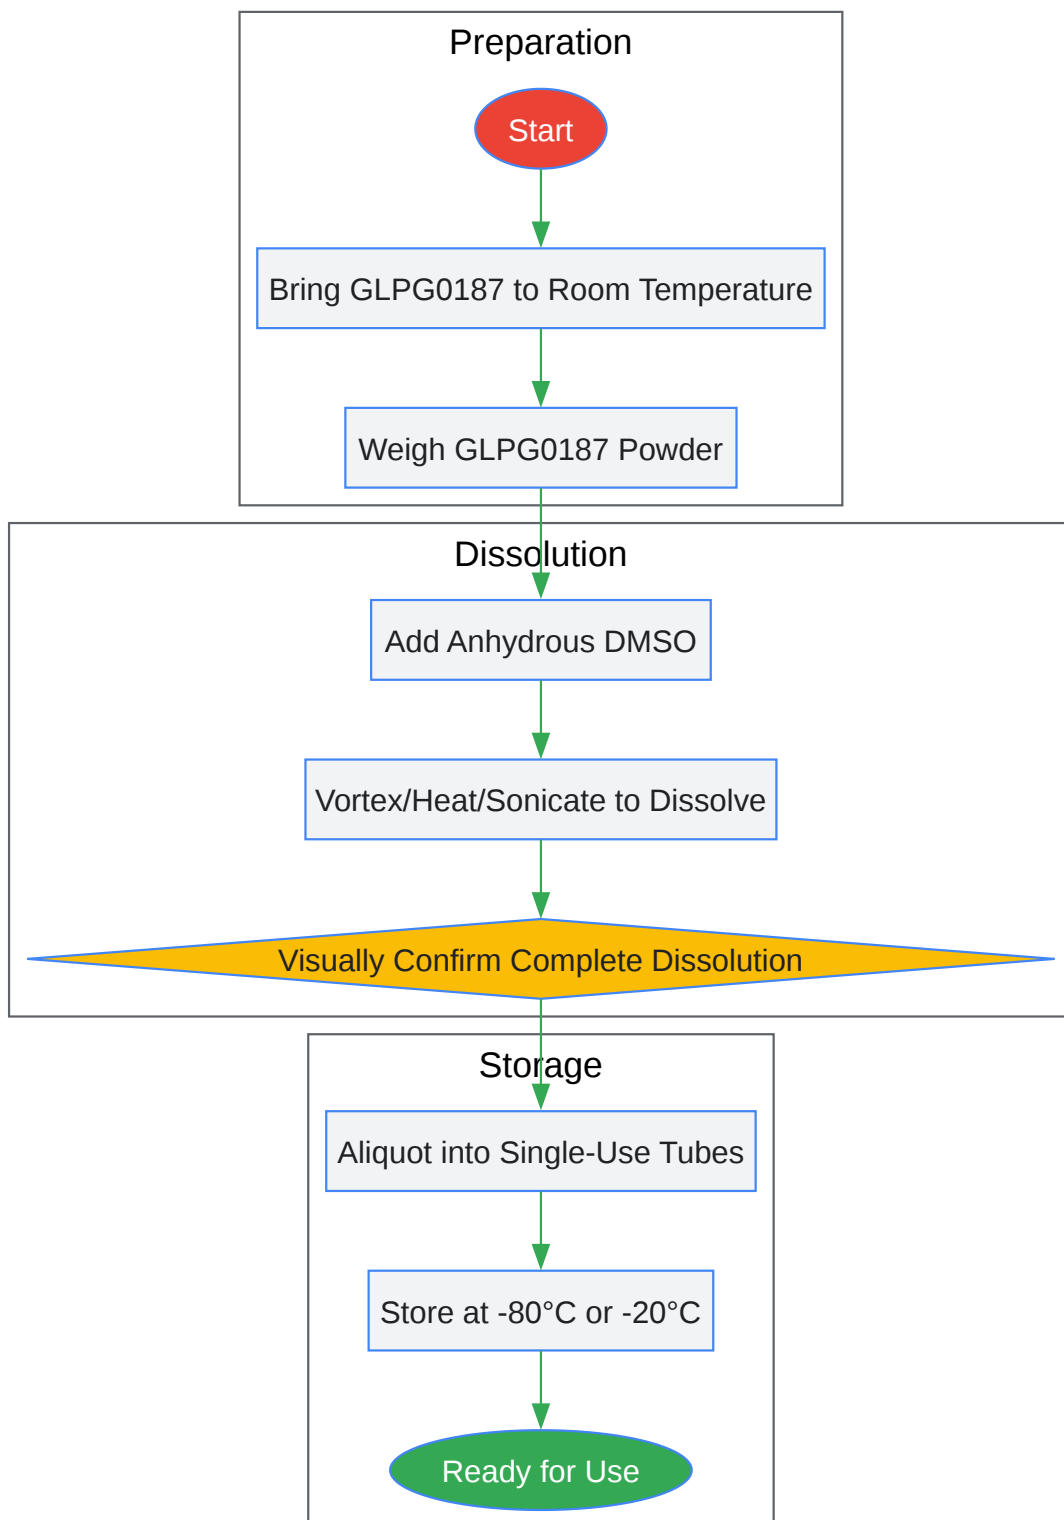 Preparation
Start
Bring GLPG0187 to Room Temperature
Weigh GLPG0187 Powder
Dissolution
Add Anhydrous DMSO
Vortex/Heat/Sonicate to Dissolve
Visually Confirm Complete Dissolution
Storage
Aliquot into Single-Use Tubes
Store at -80°C or -20°C
Ready for Use